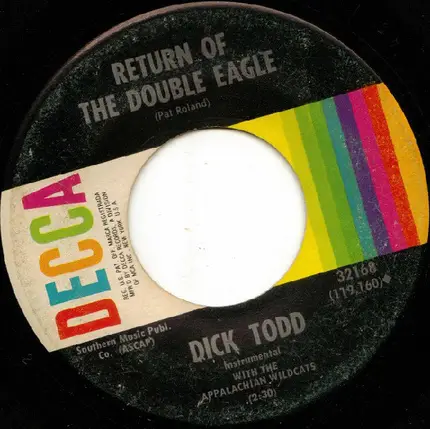 RETURN OF
THE DOUBLE EAGLE
(Pat Roland)
DECCA
REG. U.S. PAT. OFF. MARCA REGISTRADA
MF'R'D BY DECCA RECORDS, A DIVISION
OF MCA INC., NEW YORK, U.S.A.
32168
(119,160)◆
Southern Music Publ.
Co. (ASCAP)
DICK TODD
Instrumental
WITH THE
APPALACHIAN WILDCATS
(2:30)